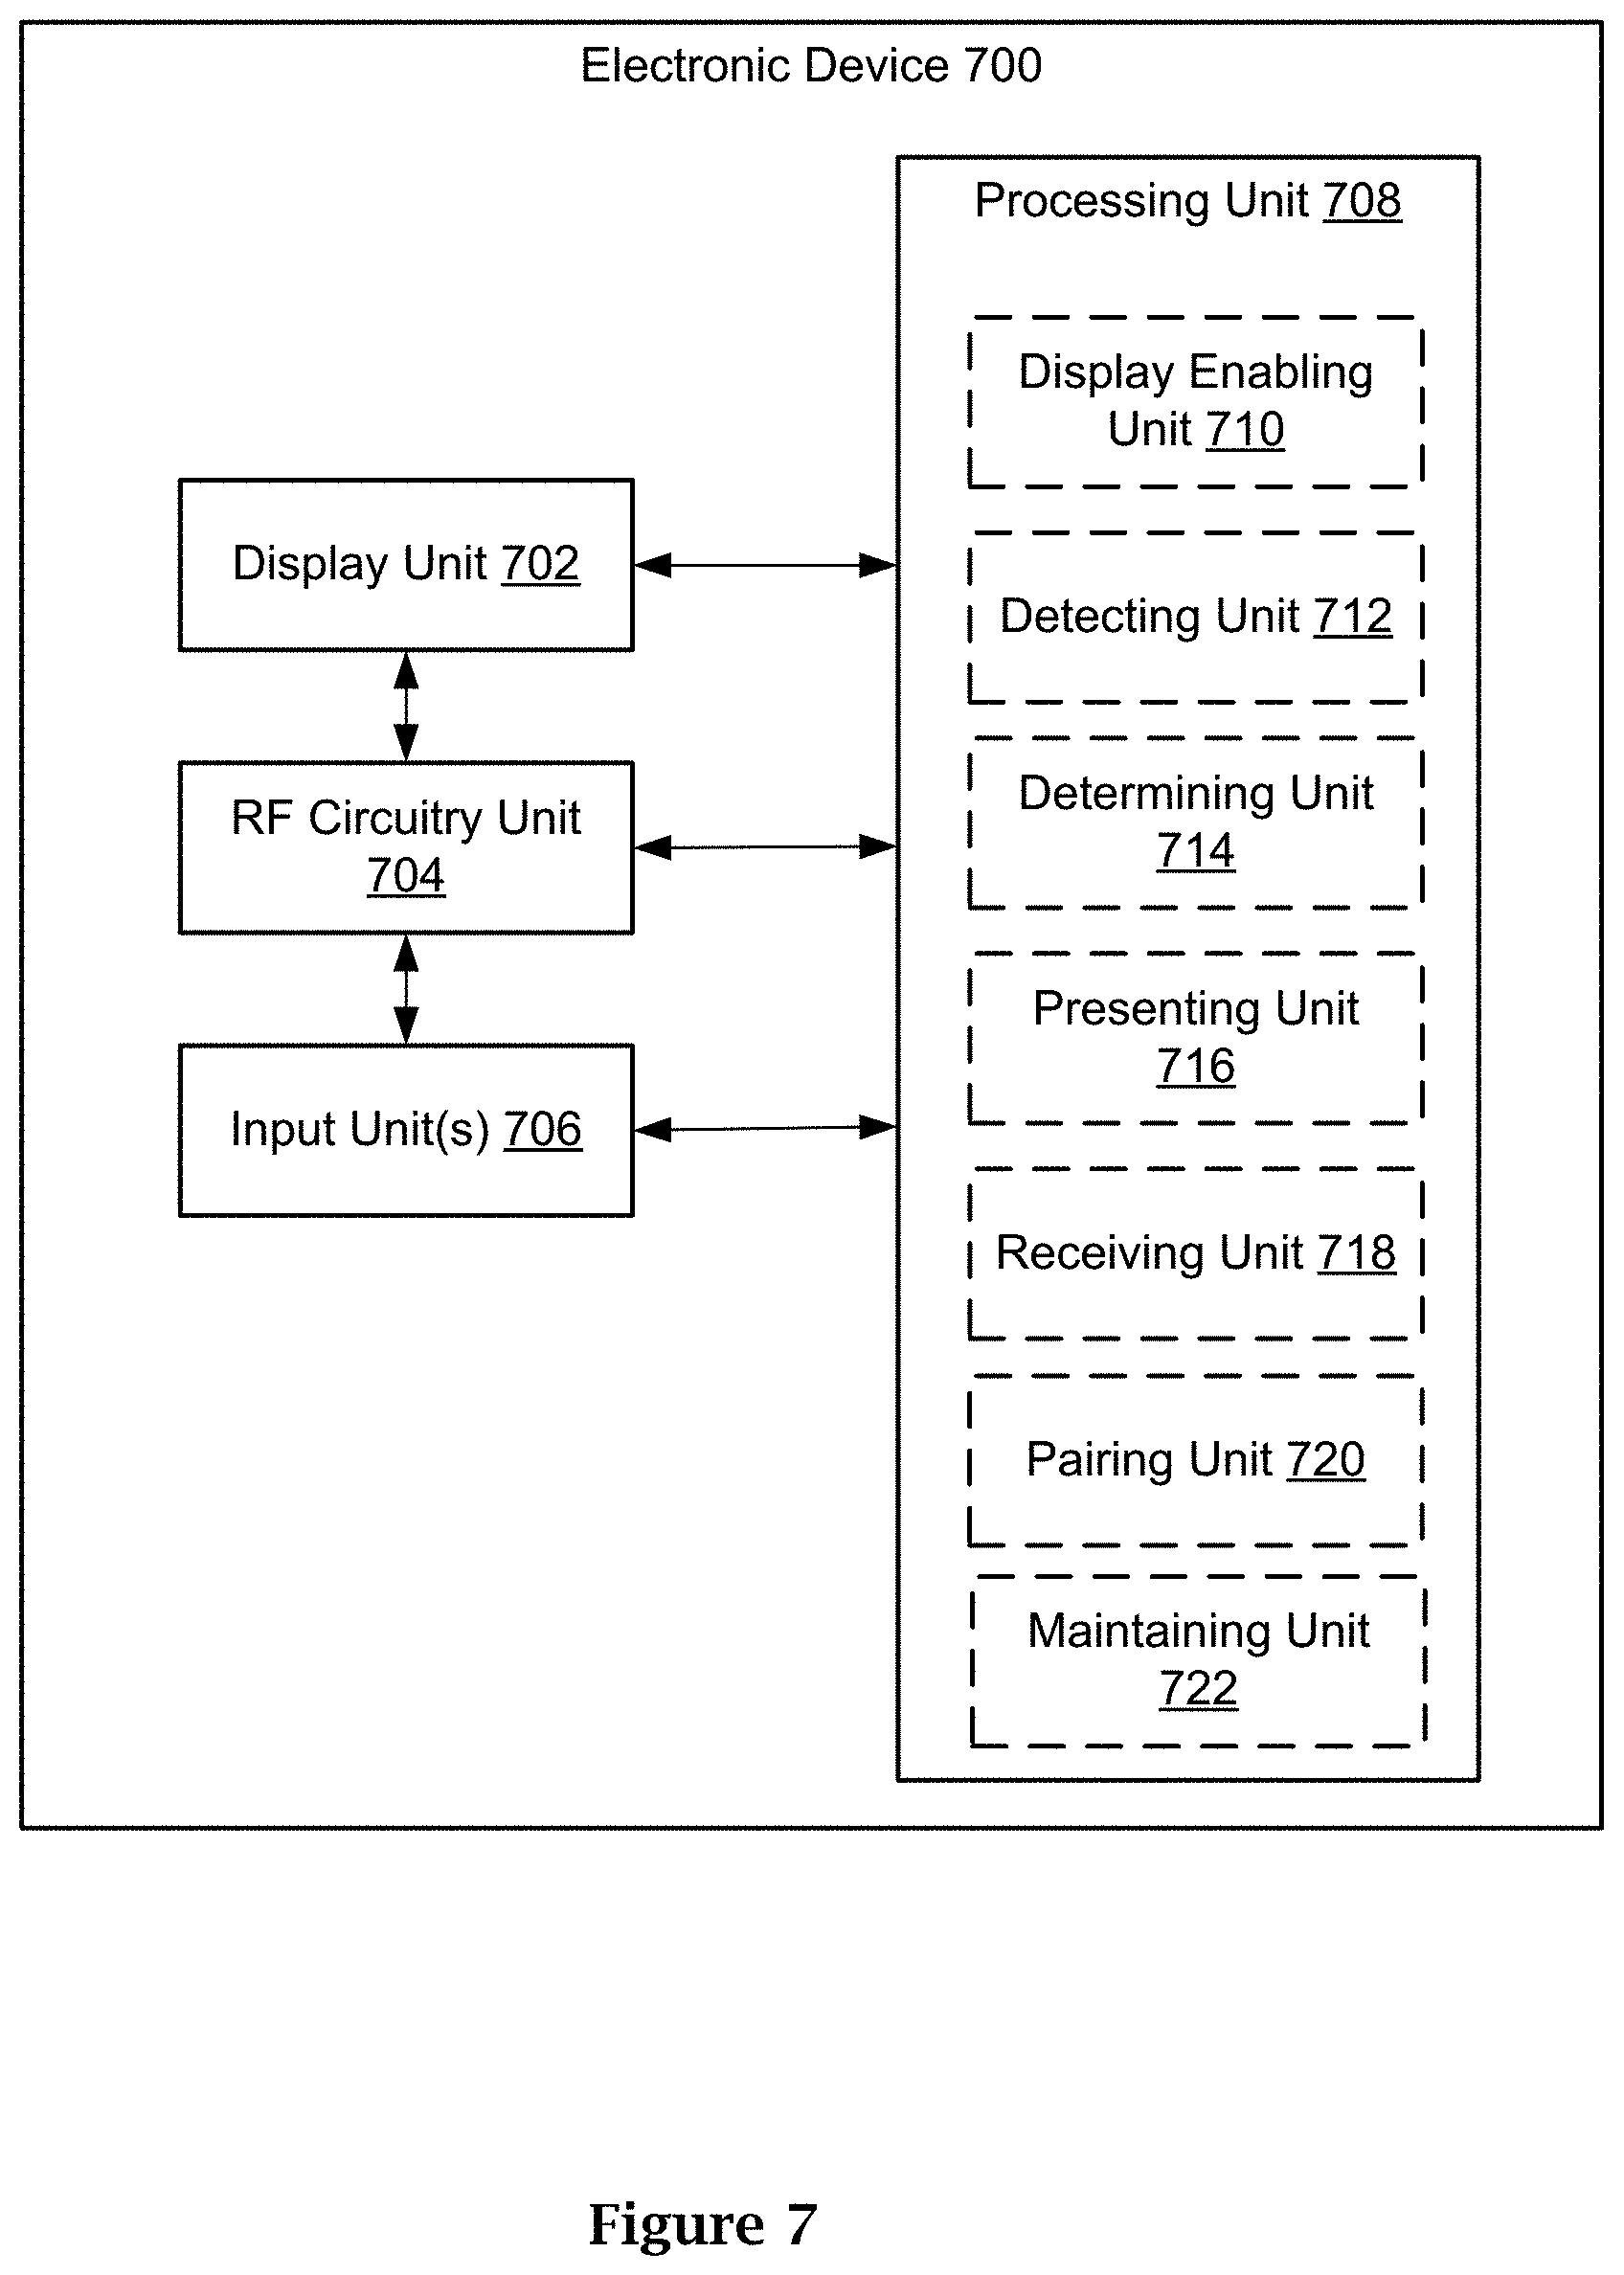 Electronic Device 700
Processing Unit 708
Display Enabling
Unit 710
Detecting Unit 712
Determining Unit
714
Presenting Unit
716
Receiving Unit 718
Pairing Unit 720
Maintaining Unit
722
Display Unit 702
RF Circuitry Unit
704
Input Unit(s) 706
Figure 7